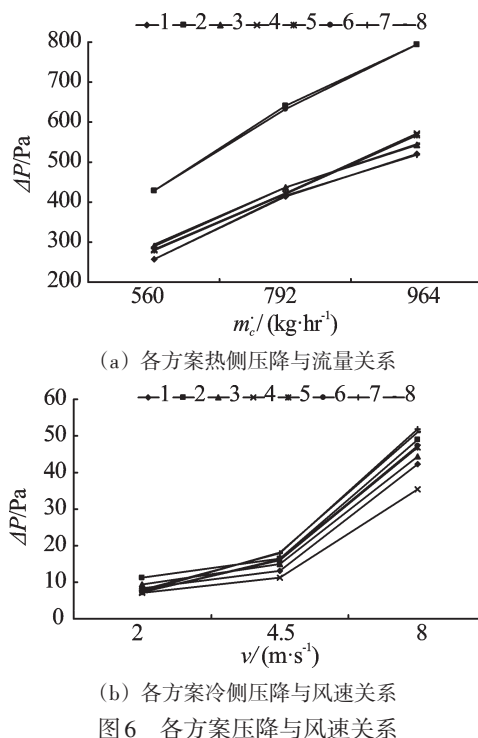 1 2 3 4 5 6 7 8
800
700
600
500
400
300
200
ΔP/Pa
560 792 964
ṁc/(kg·hr⁻¹)
(a) 各方案热侧压降与流量关系
1 2 3 4 5 6 7 8
60
50
40
30
20
10
0
ΔP/Pa
2 4.5 8
v/(m·s⁻¹)
(b) 各方案冷侧压降与风速关系
图6 各方案压降与风速关系